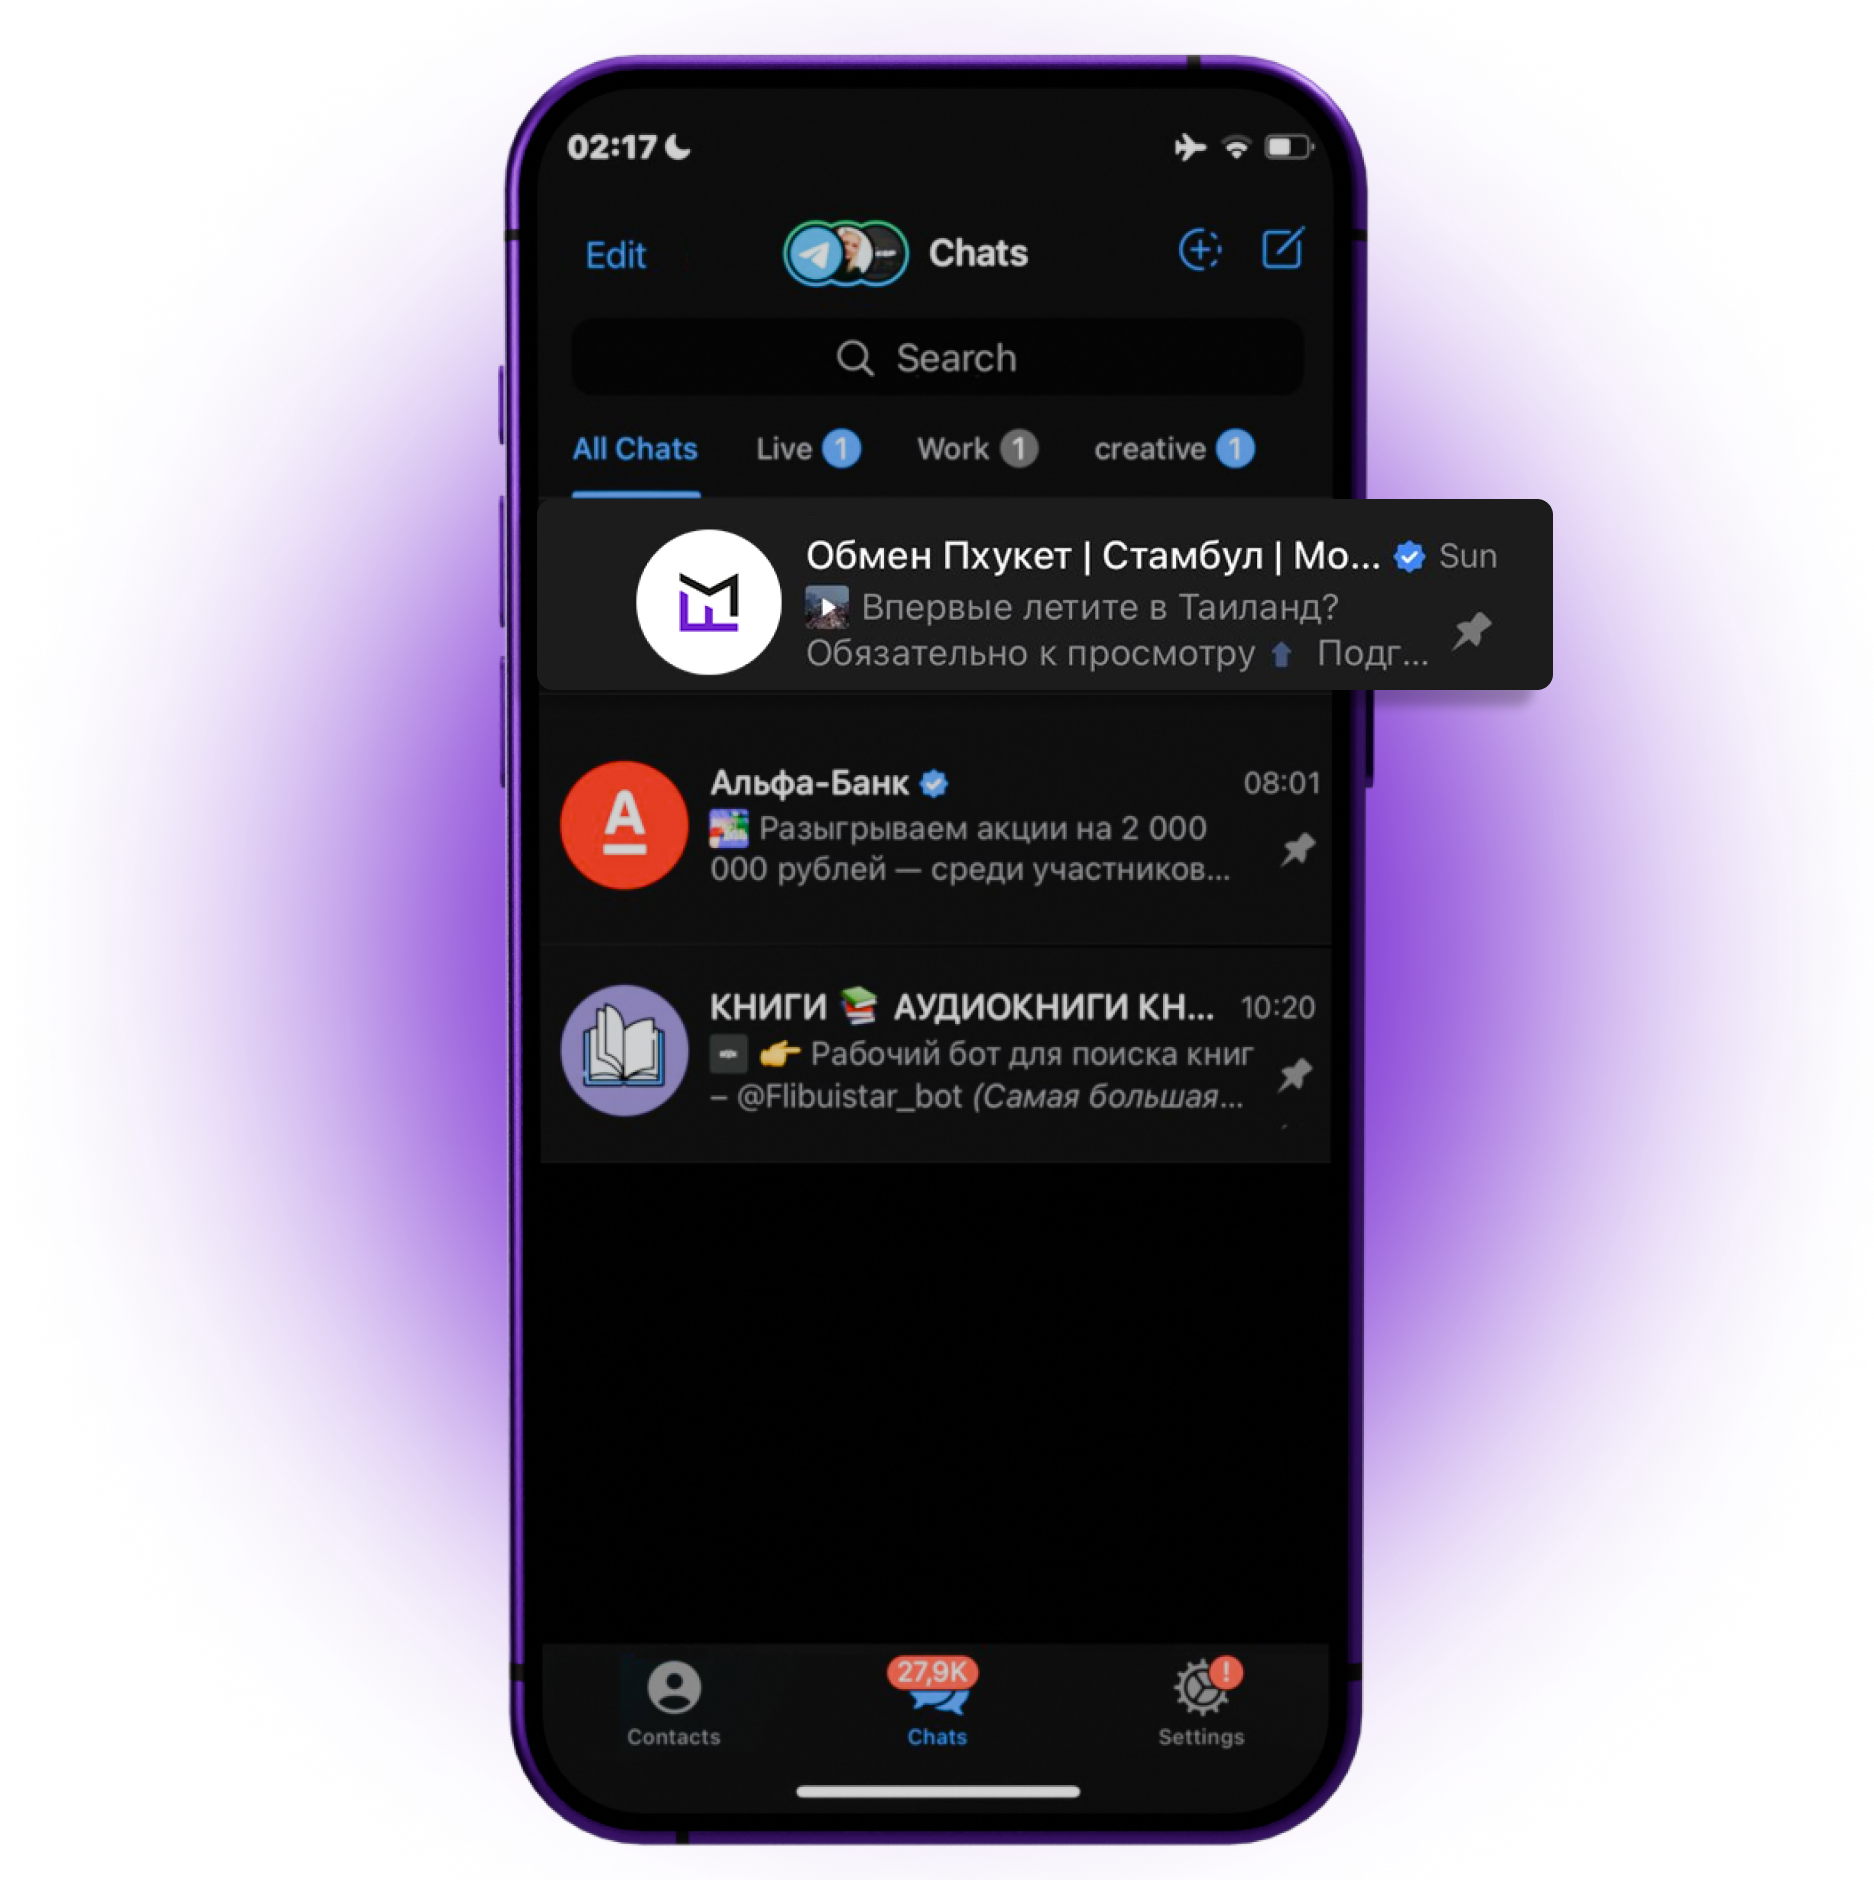 02:17
Edit
Chats
Search
All Chats Live 1 Work 1 creative 1
Обмен Пхукет | Стамбул | Мо... Sun
Впервые летите в Таиланд?
Обязательно к просмотру Подг...
А
Альфа-Банк 08:01
Разыгрываем акции на 2 000
000 рублей — среди участников...
КНИГИ АУДИОКНИГИ КН... 10:20
Рабочий бот для поиска книг
– @Flibuistar_bot (Самая большая...
27,9K !
Contacts Chats Settings